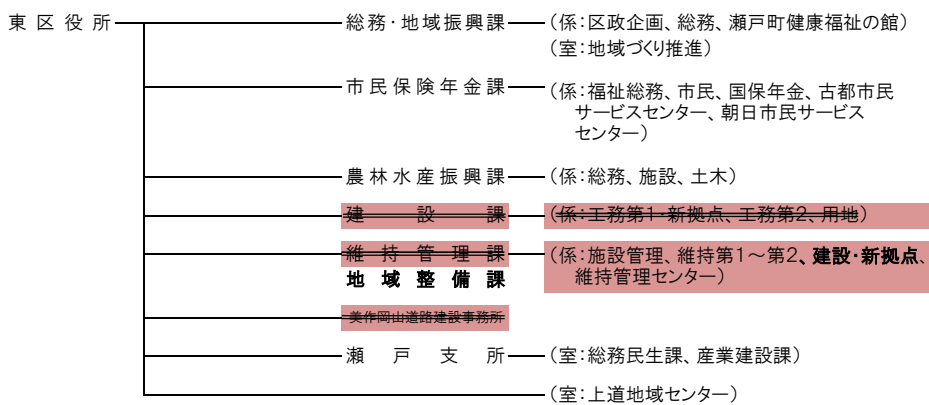 東区役所 総務・地域振興課 （係：区政企画、総務、瀬戸町健康福祉の館）
（室：地域づくり推進）
市民保険年金課 （係：福祉総務、市民、国保年金、古都市民
サービスセンター、朝日市民サービス
センター）
農林水産振興課 （係：総務、施設、土木）
建設課 （係：工務第1・新拠点、工務第2、用地）
維持管理課 （係：施設管理、維持第1～第2、建設・新拠点、
地域整備課 維持管理センター）
美作岡山道路建設事務所
瀬戸支所 （室：総務民生課、産業建設課）
（室：上道地域センター）